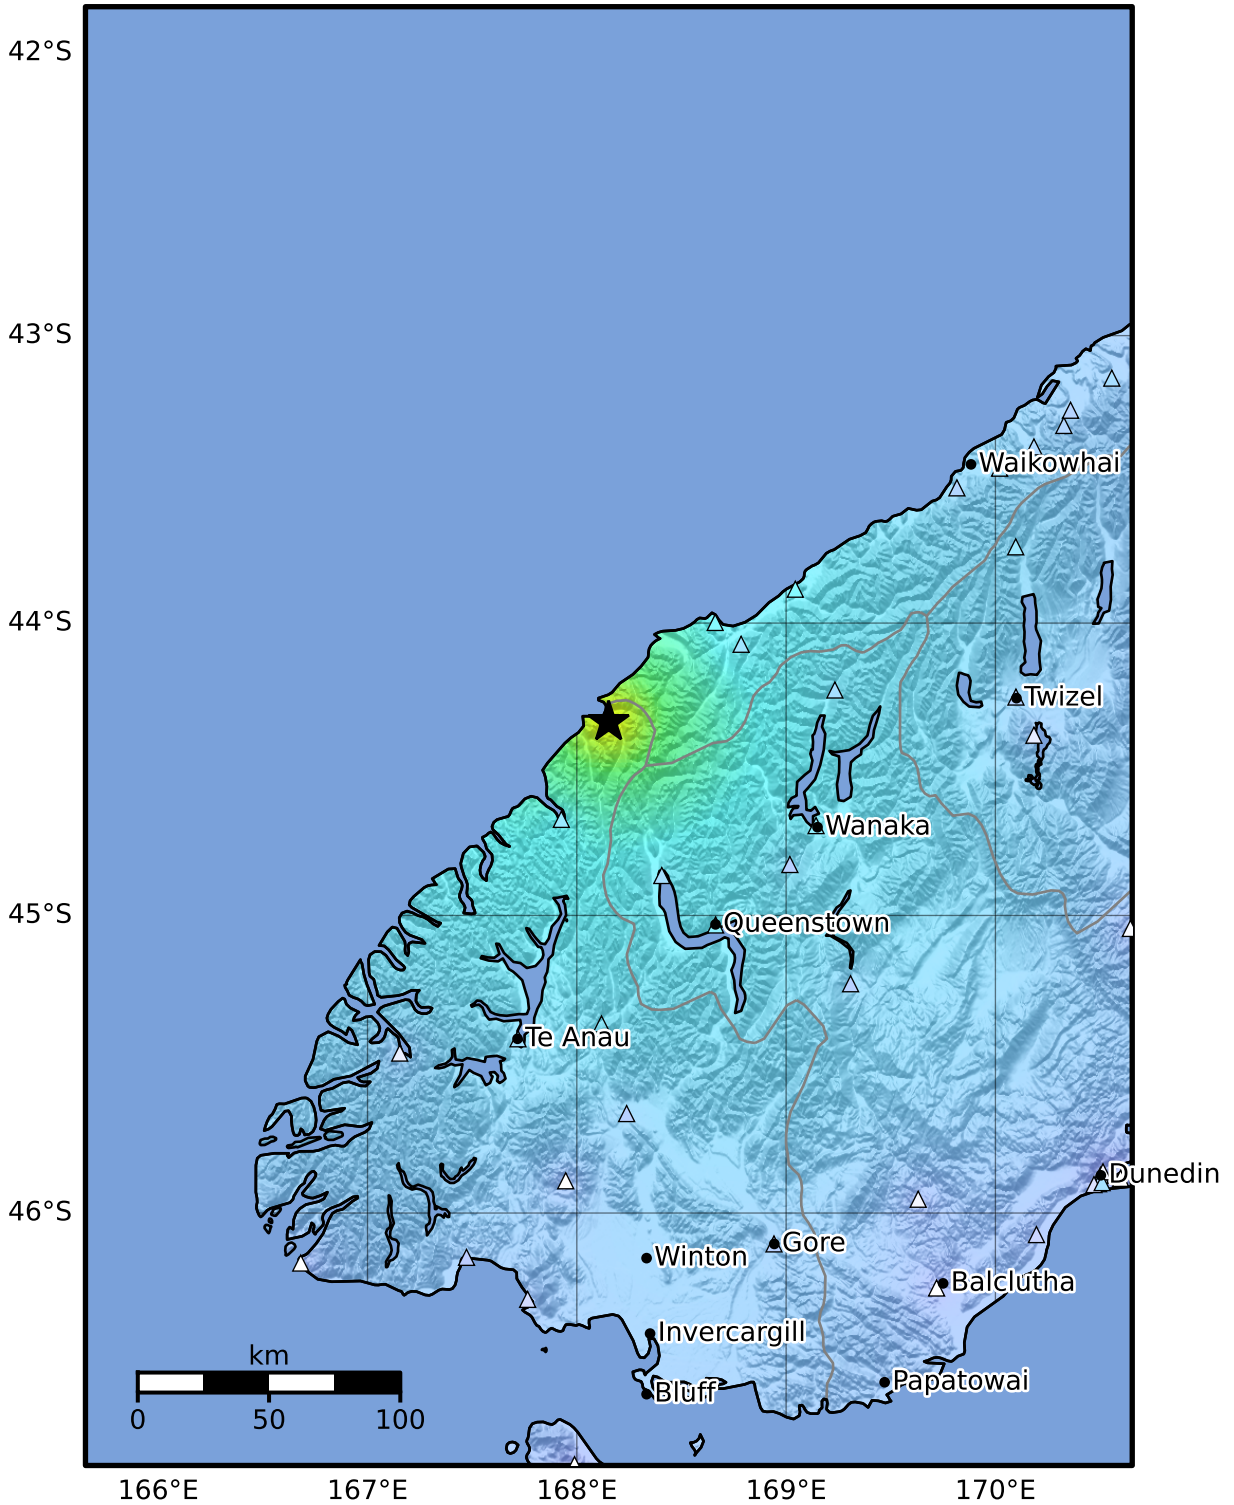 42°S
43°S
Waikowhai
44°S
Twizel
Wanaka
45°S
Queenstown
Te Anau
Dunedin
46°S
Gore
Winton
Balclutha
Invercargill
km
Papatowai
Bluff
0 50 100
166°E 167°E 168°E 169°E 170°E